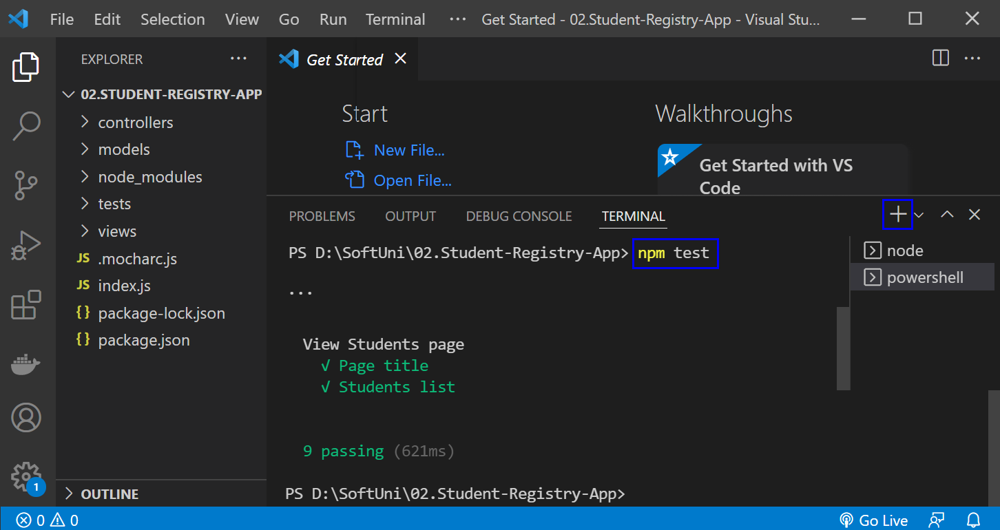 File Edit Selection View Go Run Terminal ··· Get Started - 02.Student-Registry-App - Visual Stu...
EXPLORER ···
02.STUDENT-REGISTRY-APP
controllers
models
node_modules
tests
views
JS .mocharc.js
JS index.js
{} package-lock.json
{} package.json
OUTLINE
Get Started
Start
New File...
Open File...
Walkthroughs
Get Started with VS
Code
PROBLEMS OUTPUT DEBUG CONSOLE TERMINAL
PS D:\SoftUni\02.Student-Registry-App> npm test
...
View Students page
√ Page title
√ Students list
9 passing (621ms)
PS D:\SoftUni\02.Student-Registry-App>
node
powershell
1
0 0
Go Live